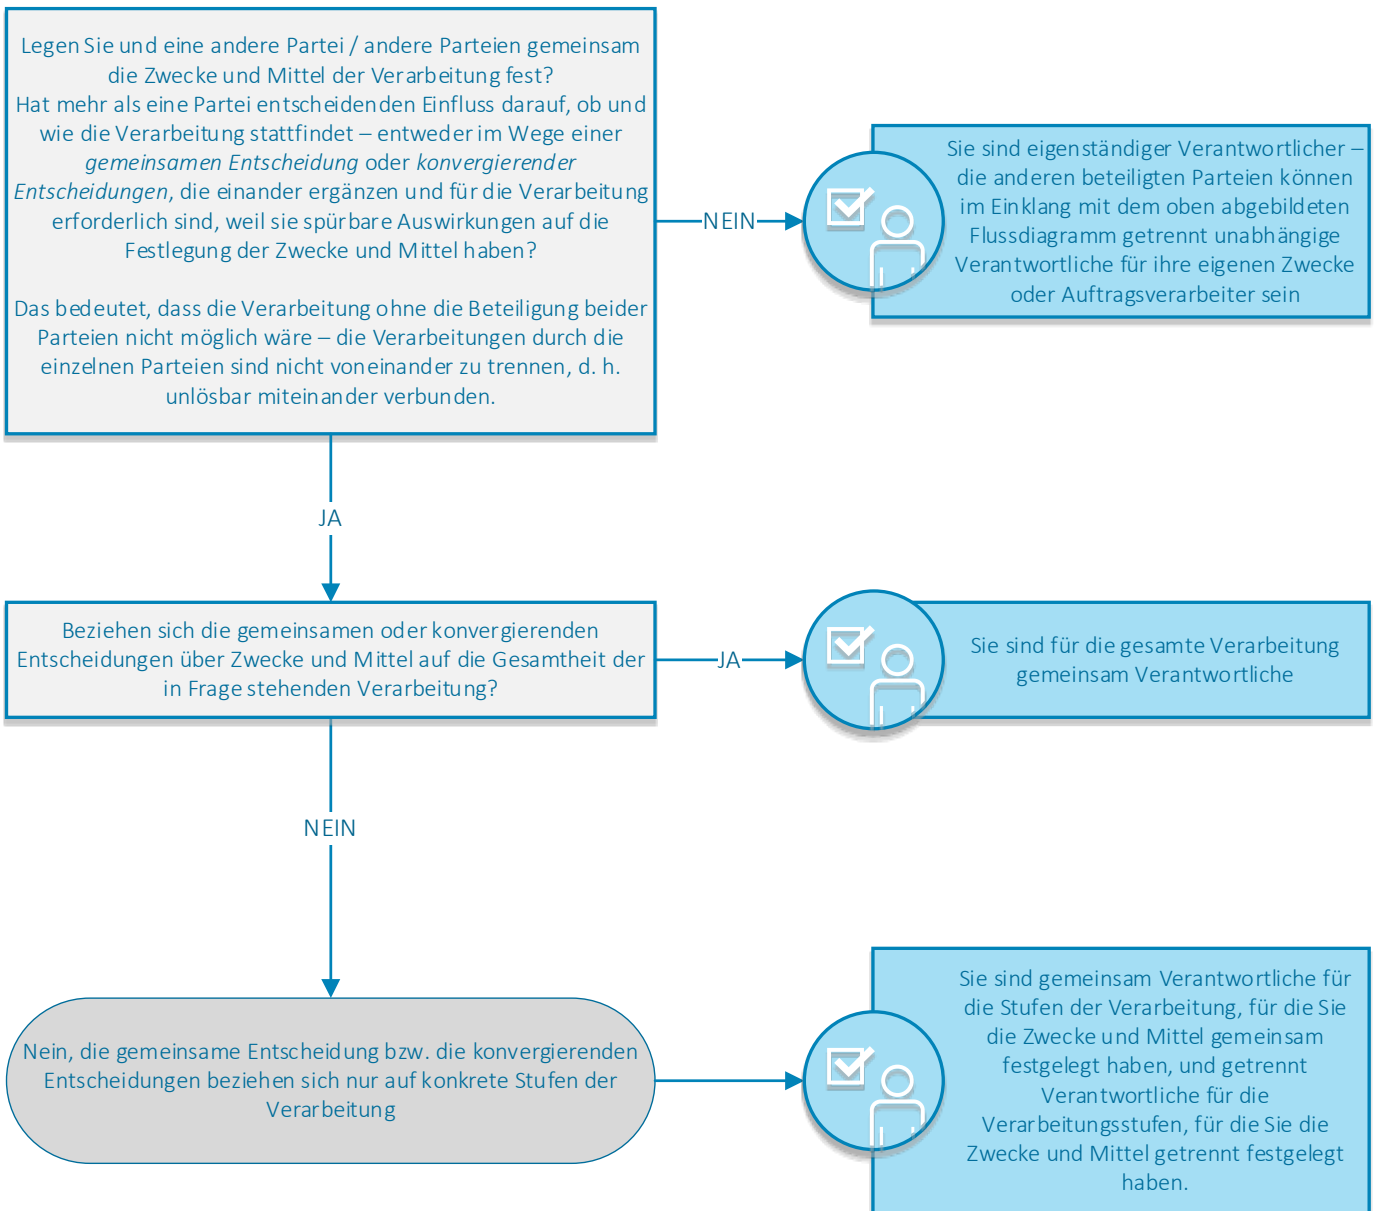 Legen Sie und eine andere Partei / andere Parteien gemeinsam
die Zwecke und Mittel der Verarbeitung fest?
Hat mehr als eine Partei entscheidenden Einfluss darauf, ob und
wie die Verarbeitung stattfindet – entweder im Wege einer
gemeinsamen Entscheidung oder konvergierender
Entscheidungen, die einander ergänzen und für die Verarbeitung
erforderlich sind, weil sie spürbare Auswirkungen auf die
Festlegung der Zwecke und Mittel haben?
Das bedeutet, dass die Verarbeitung ohne die Beteiligung beider
Parteien nicht möglich wäre – die Verarbeitungen durch die
einzelnen Parteien sind nicht voneinander zu trennen, d. h.
unlösbar miteinander verbunden.
NEIN
Sie sind eigenständiger Verantwortlicher –
die anderen beteiligten Parteien können
im Einklang mit dem oben abgebildeten
Flussdiagramm getrennt unabhängige
Verantwortliche für ihre eigenen Zwecke
oder Auftragsverarbeiter sein
JA
Beziehen sich die gemeinsamen oder konvergierenden
Entscheidungen über Zwecke und Mittel auf die Gesamtheit der
in Frage stehenden Verarbeitung?
JA
Sie sind für die gesamte Verarbeitung
gemeinsam Verantwortliche
NEIN
Nein, die gemeinsame Entscheidung bzw. die konvergierenden
Entscheidungen beziehen sich nur auf konkrete Stufen der
Verarbeitung
Sie sind gemeinsam Verantwortliche für
die Stufen der Verarbeitung, für die Sie
die Zwecke und Mittel gemeinsam
festgelegt haben, und getrennt
Verantwortliche für die
Verarbeitungsstufen, für die Sie die
Zwecke und Mittel getrennt festgelegt
haben.